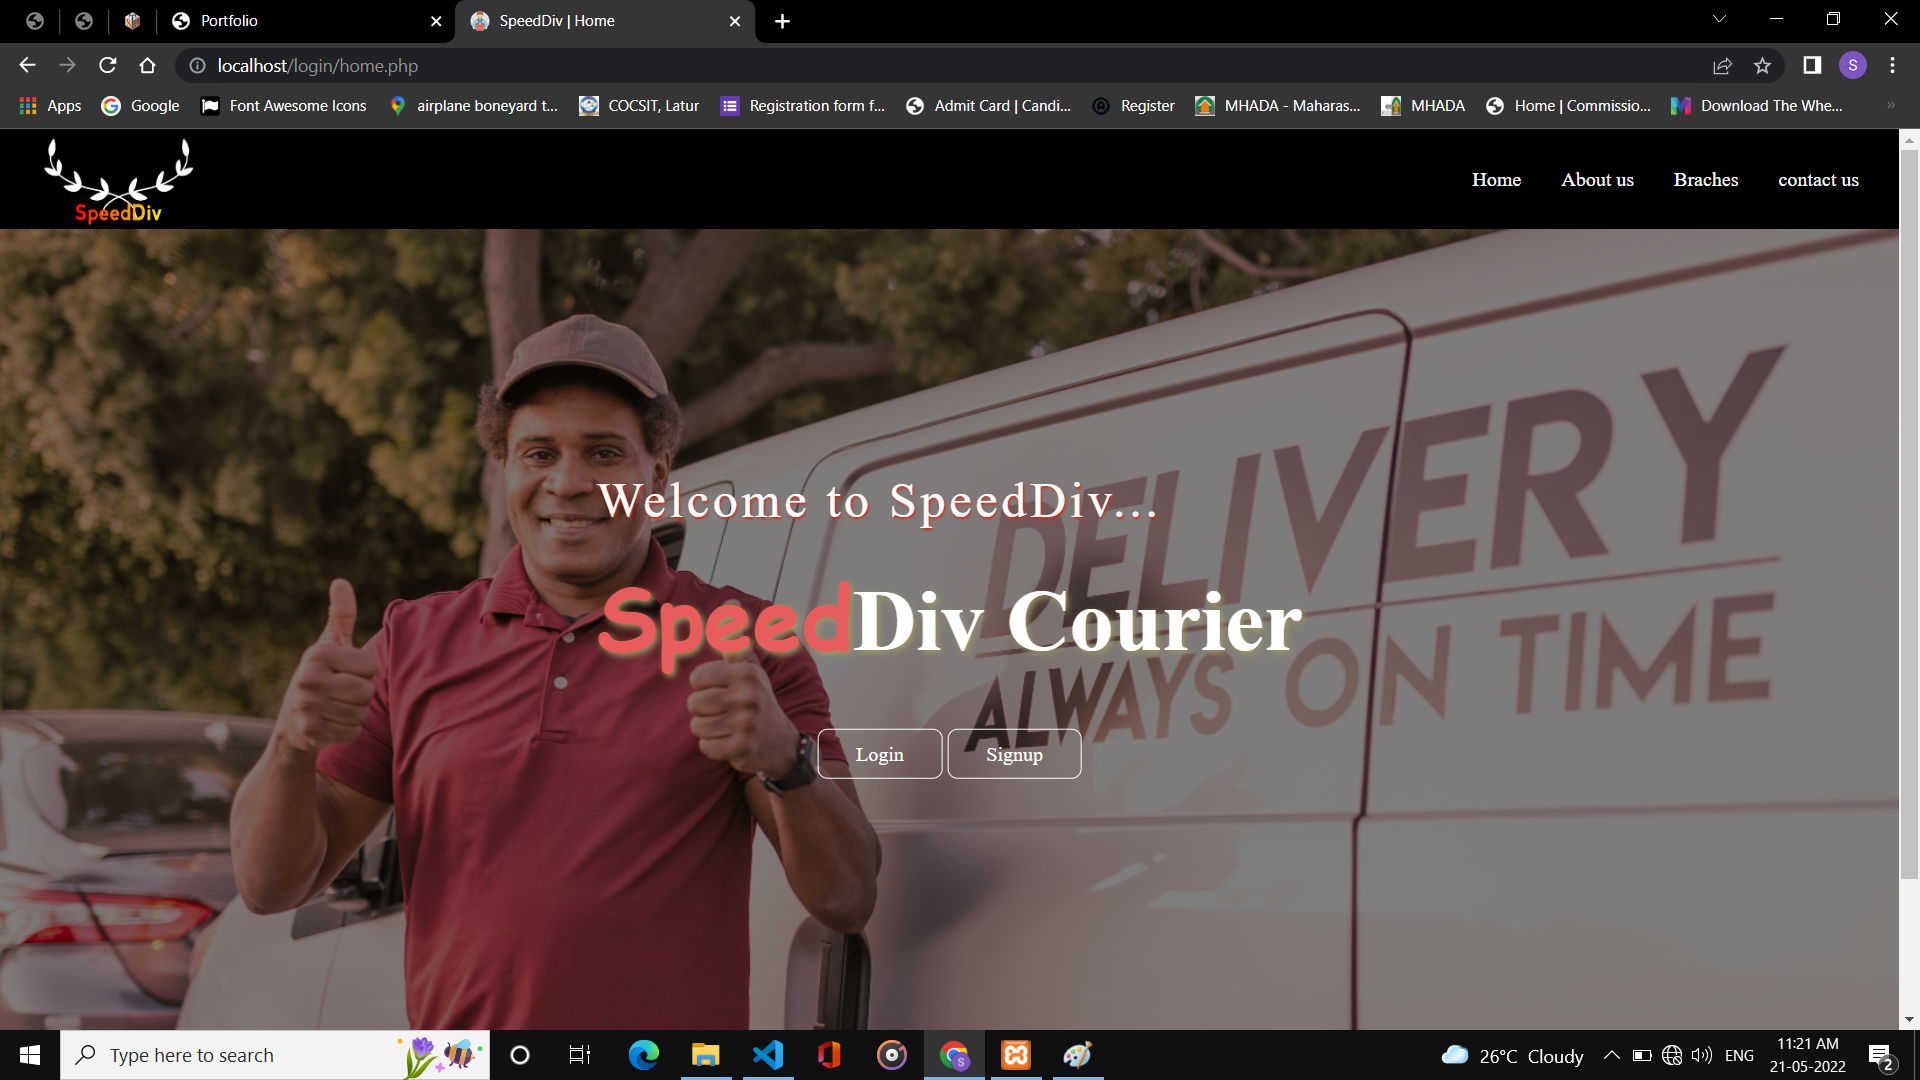 Portfolio
SpeedDiv | Home
localhost/login/home.php
S
Apps
Google
Font Awesome Icons
airplane boneyard t...
COCSIT, Latur
Registration form f...
Admit Card | Candi...
Register
MHADA - Maharas...
MHADA
Home | Commissio...
Download The Whe...
SpeedDiv
Home
About us
Braches
contact us
Welcome to SpeedDiv...
SpeedDiv Courier
DELIVERY
ALWAYS ON TIME
Login
Signup
Type here to search
S
26°C Cloudy
ENG
11:21 AM
21-05-2022
2